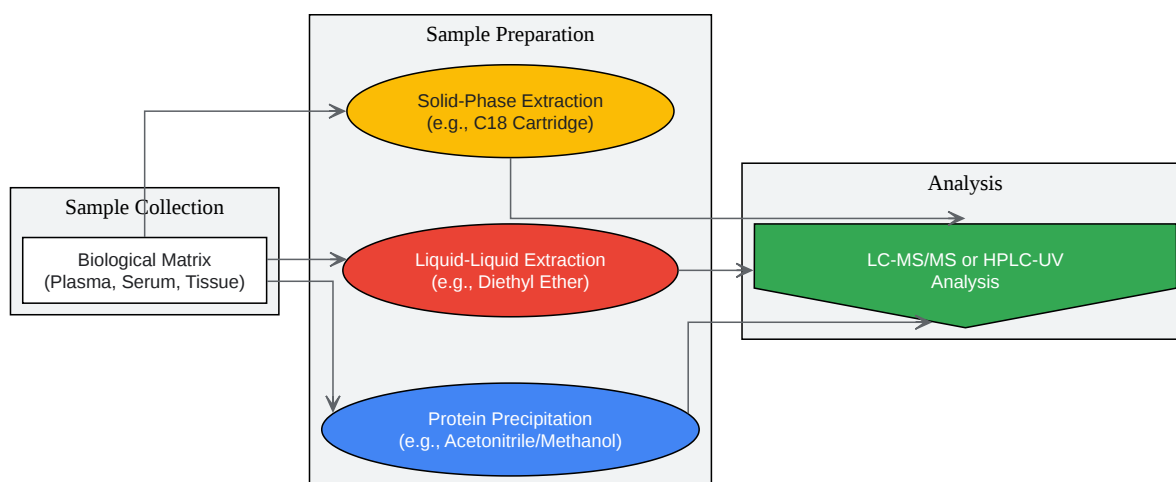 Sample Preparation
Solid-Phase Extraction
(e.g., C18 Cartridge)
Sample Collection
Biological Matrix
(Plasma, Serum, Tissue)
Liquid-Liquid Extraction
(e.g., Diethyl Ether)
Protein Precipitation
(e.g., Acetonitrile/Methanol)
Analysis
LC-MS/MS or HPLC-UV
Analysis